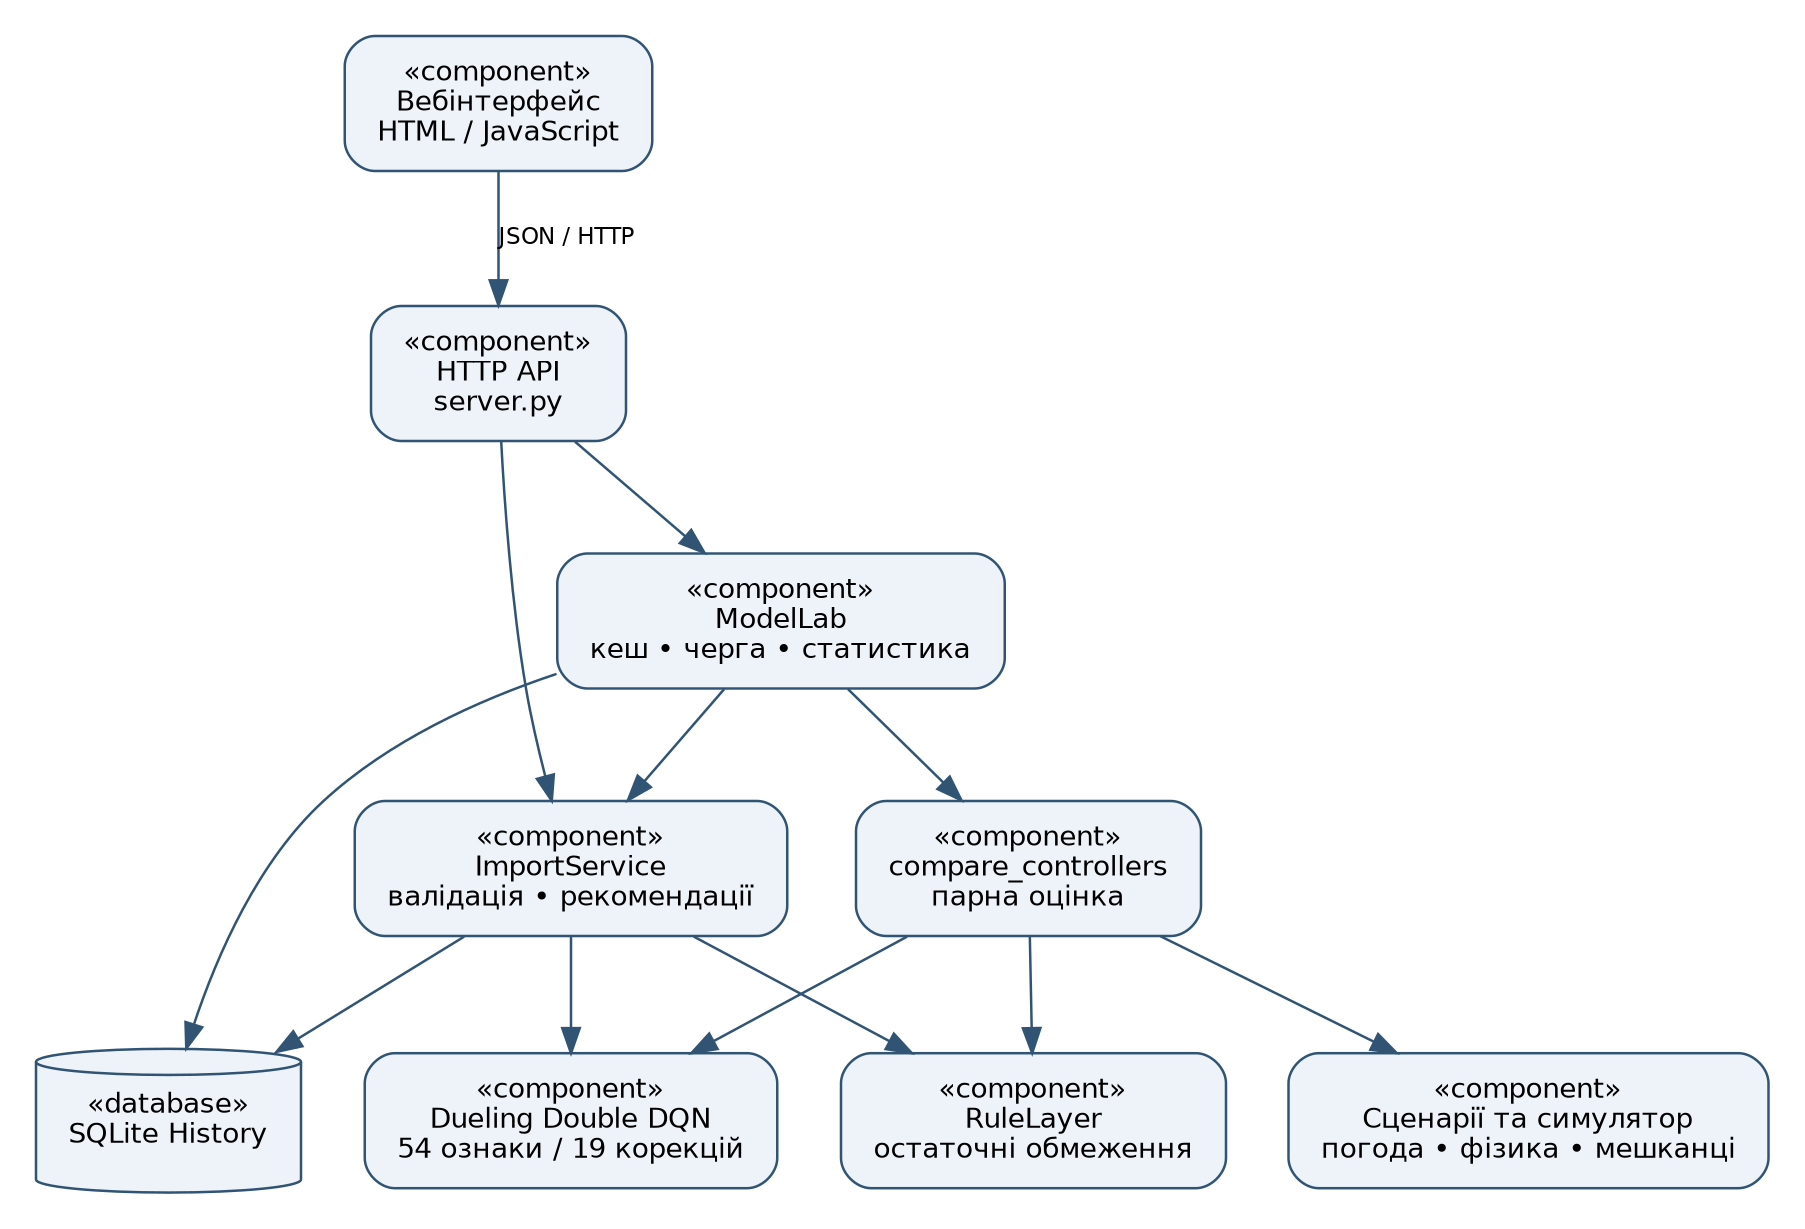 «component»
Вебінтерфейс
HTML / JavaScript
JSON / HTTP
«component»
HTTP API
server.py
«component»
ModelLab
кеш • черга • статистика
«component»
ImportService
валідація • рекомендації
«component»
compare_controllers
парна оцінка
«database»
SQLite History
«component»
Dueling Double DQN
54 ознаки / 19 корекцій
«component»
RuleLayer
остаточні обмеження
«component»
Сценарії та симулятор
погода • фізика • мешканці